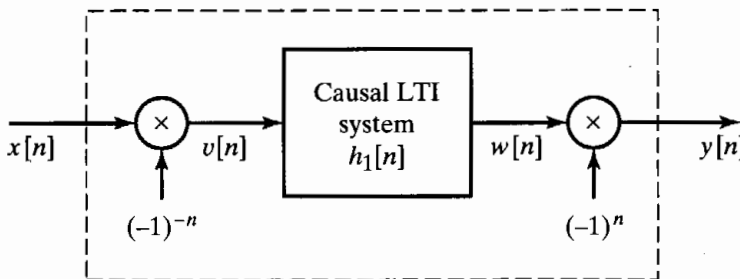 Causal LTI
system
h₁[n]
×
×
x[n]
v[n]
w[n]
y[n]
(–1)⁻ⁿ
(–1)ⁿ